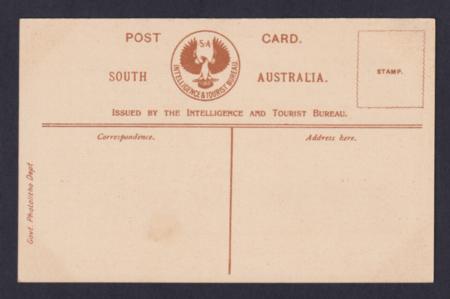 POST CARD.
S·A
INTELLIGENCE & TOURIST BUREAU
SOUTH AUSTRALIA.
STAMP.
ISSUED BY THE INTELLIGENCE AND TOURIST BUREAU.
Correspondence. Address here.
Govt. Photolitho Dept